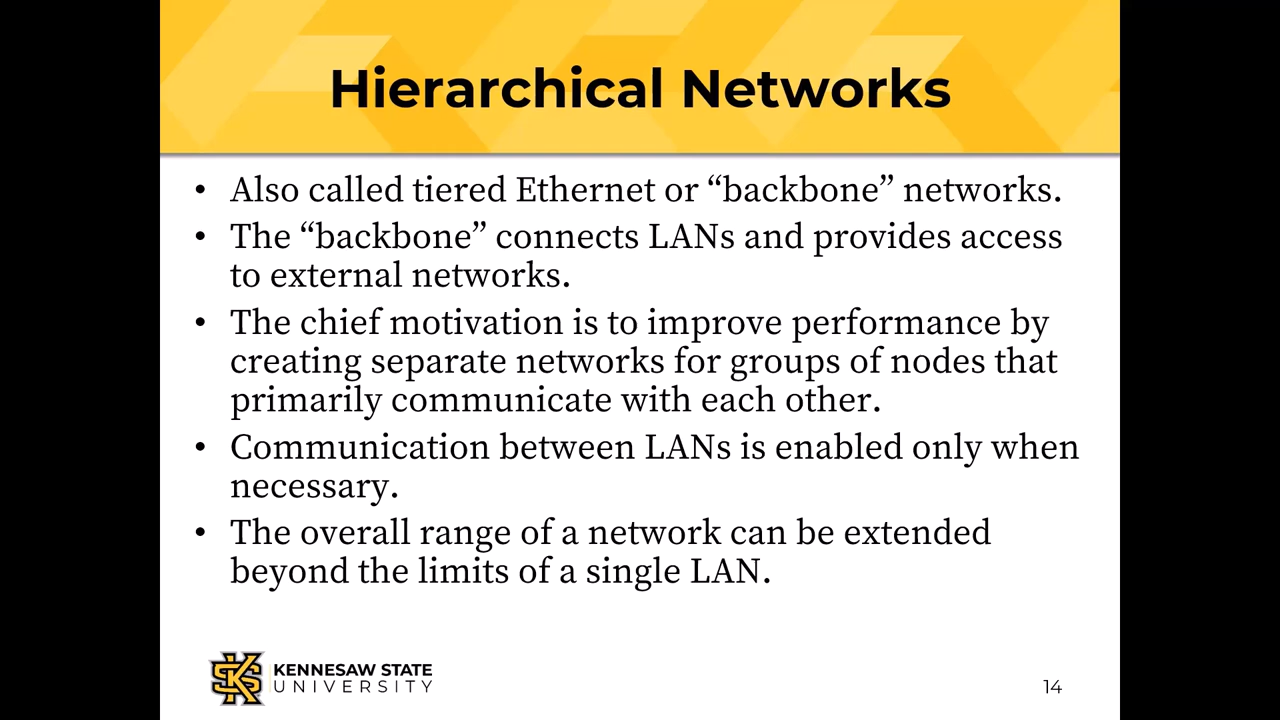 Hierarchical Networks
• Also called tiered Ethernet or “backbone” networks.
• The “backbone” connects LANs and provides access
to external networks.
• The chief motivation is to improve performance by
creating separate networks for groups of nodes that
primarily communicate with each other.
• Communication between LANs is enabled only when
necessary.
• The overall range of a network can be extended
beyond the limits of a single LAN.
KS
KENNESAW STATE
UNIVERSITY
14